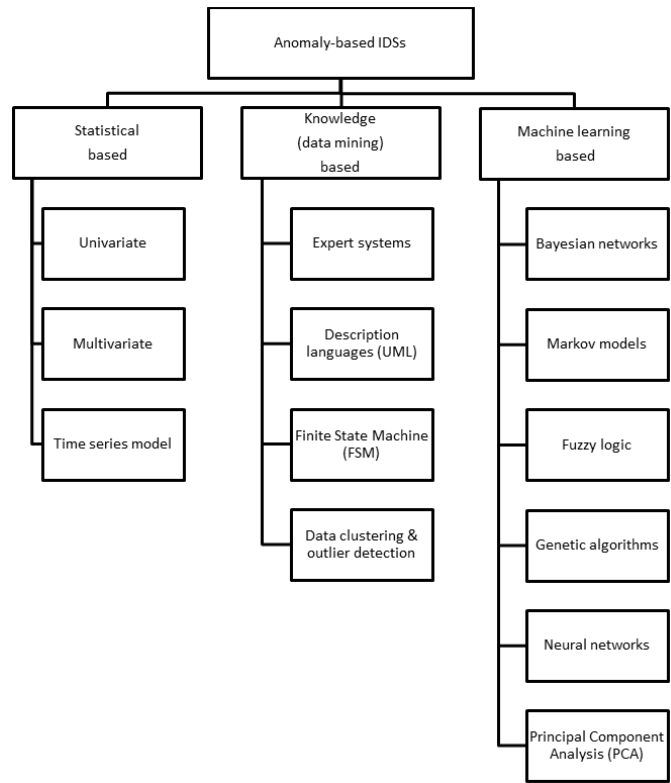 Anomaly-based IDSs
Statistical
based
Univariate
Multivariate
Time series model
Knowledge
(data mining)
based
Expert systems
Description
languages (UML)
Finite State Machine
(FSM)
Data clustering &
outlier detection
Machine learning
based
Bayesian networks
Markov models
Fuzzy logic
Genetic algorithms
Neural networks
Principal Component
Analysis (PCA)